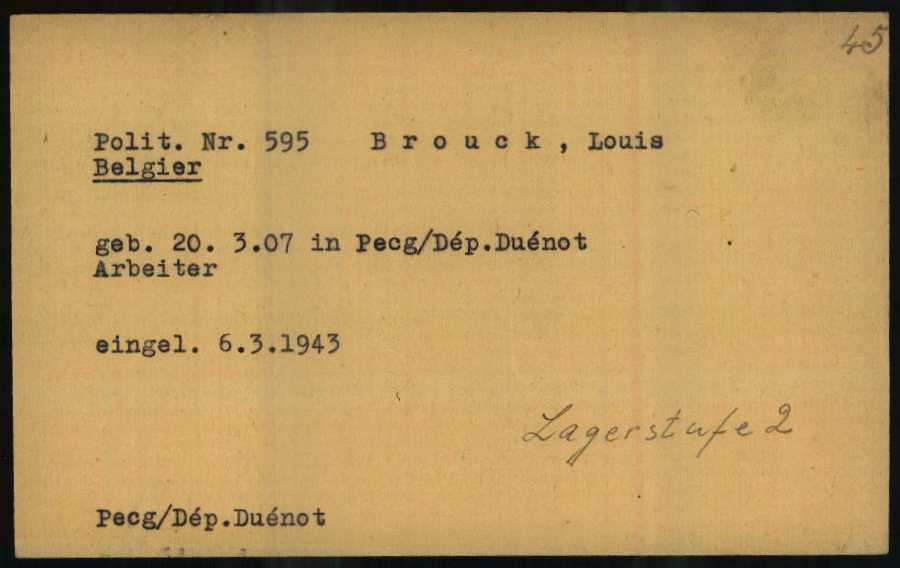 45
Polit. Nr. 595 B r o u c k , Louis
Belgier
geb. 20. 3.07 in Pecg/Dép.Duénot
Arbeiter
eingel. 6.3.1943
Lagerstufe 2
Pecg/Dép.Duénot